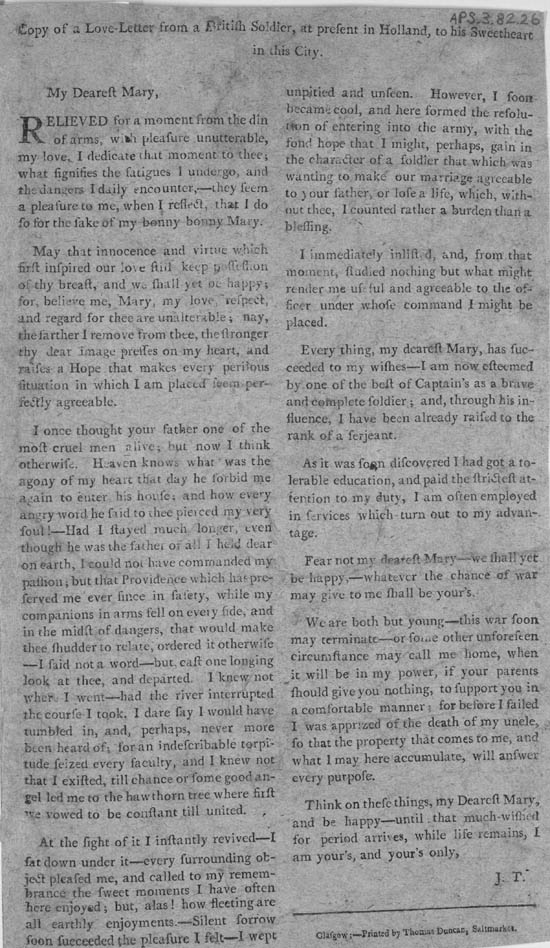 APS.3.82.26
Copy of a Love-Letter from a Britiſh Soldier, at preſent in Holland, to his Sweetheart
in this City.
My Deareſt Mary,
RELIEVED for a moment from the din
of arms, with pleaſure unutterable,
my love, I dedicate that moment to thee;
what ſignifies the fatigues I undergo, and
the dangers I daily encounter,—they ſeem
a pleaſure to me, when I reflect, that I do
ſo for the ſake of my bonny bonny Mary.
May that innocence and virtue which
firſt inſpired our love ſtill keep poſſeſſion
of thy breaſt, and we ſhall yet be happy;
for, believe me, Mary, my love, reſpect,
and regard for thee are unalterable; nay,
the farther I remove from thee, the ſtronger
thy dear image preſſes on my heart, and
raiſes a Hope that makes every perilous
ſituation in which I am placed ſeem per-
fectly agreeable.
I once thought your father one of the
moſt cruel men alive; but now I think
otherwiſe. Heaven knows what was the
agony of my heart that day he forbid me
again to enter his houſe; and how every
angry word he ſaid to thee pierced my very
ſoul!—Had I ſtayed much longer, even
though he was the father of all I held dear
on earth, I could not have commanded my
paſſion; but that Providence which has pre-
ſerved me ever ſince in ſafety, while my
companions in arms fell on every ſide, and
in the midſt of dangers, that would make
thee ſhudder to relate, ordered it otherwiſe
—I ſaid not a word—but caſt one longing
look at thee, and departed. I knew not
where I went—had the river interrupted
the courſe I took, I dare ſay I would have
tumbled in, and, perhaps, never more
been heard of; for an indeſcribable torpi-
tude ſeized every faculty, and I knew not
that I exiſted, till chance or ſome good an-
gel led me to the hawthorn tree where firſt
we vowed to be conſtant till united.
At the ſight of it I inſtantly revived—I
ſat down under it—every ſurrounding ob-
ject pleaſed me, and called to my remem-
brance the ſweet moments I have often
here enjoyed; but, alas! how fleeting are
all earthly enjoyments.—Silent ſorrow
ſoon ſucceeded the pleaſure I felt—I wept
unpitied and unſeen. However, I ſoon
became cool, and here formed the reſolu-
tion of entering into the army, with the
fond hope that I might, perhaps, gain in
the character of a ſoldier that which was
wanting to make our marriage agreeable
to your father, or loſe a life, which, with-
out thee, I counted rather a burden than a
bleſſing.
I immediately inliſted, and, from that
moment, ſtudied nothing but what might
render me uſeful and agreeable to the of-
ficer under whoſe command I might be
placed.
Every thing, my deareſt Mary, has ſuc-
ceeded to my wiſhes—I am now eſteemed
by one of the beſt of Captain's as a brave
and complete ſoldier; and, through his in-
fluence, I have been already raiſed to the
rank of a ſerjeant.
As it was ſoon diſcovered I had got a to-
lerable education, and paid the ſtricteſt at-
tention to my duty, I am often employed
in ſervices which turn out to my advan-
tage.
Fear not my deareſt Mary—we ſhall yet
be happy,—whatever the chance of war
may give to me ſhall be your's.
We are both but young—this war ſoon
may terminate—or ſome other unforeſeen
circumſtance may call me home, when
it will be in my power, if your parents
ſhould give you nothing, to ſupport you in
a comfortable manner; for before I ſailed
I was apprized of the death of my uncle,
ſo that the property that comes to me, and
what I may here accumulate, will anſwer
every purpoſe.
Think on theſe things, my Deareſt Mary,
and be happy—until that much-wiſhed
for period arrives, while life remains, I
am your's, and your's only,
J. T.
Glaſgow;—Printed by Thomas Duncan, Saltmarket.